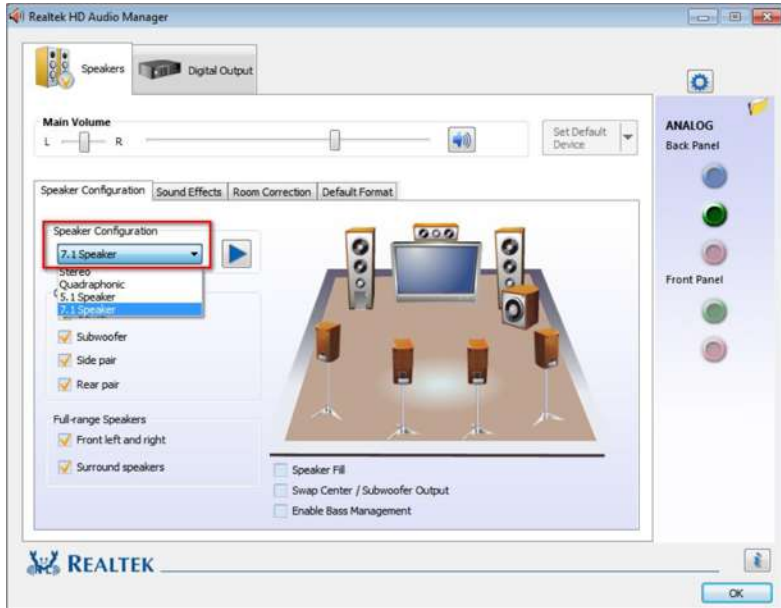 Realtek HD Audio Manager
Speakers
Digital Output
Main Volume
L
R
Set Default
Device
ANALOG
Back Panel
Speaker Configuration
Sound Effects
Room Correction
Default Format
Speaker Configuration
7.1 Speaker
Stereo
Quadraphonic
5.1 Speaker
7.1 Speaker
Subwoofer
Side pair
Rear pair
Full-range Speakers
Front left and right
Surround speakers
Speaker Fill
Swap Center / Subwoofer Output
Enable Bass Management
Front Panel
REALTEK
OK